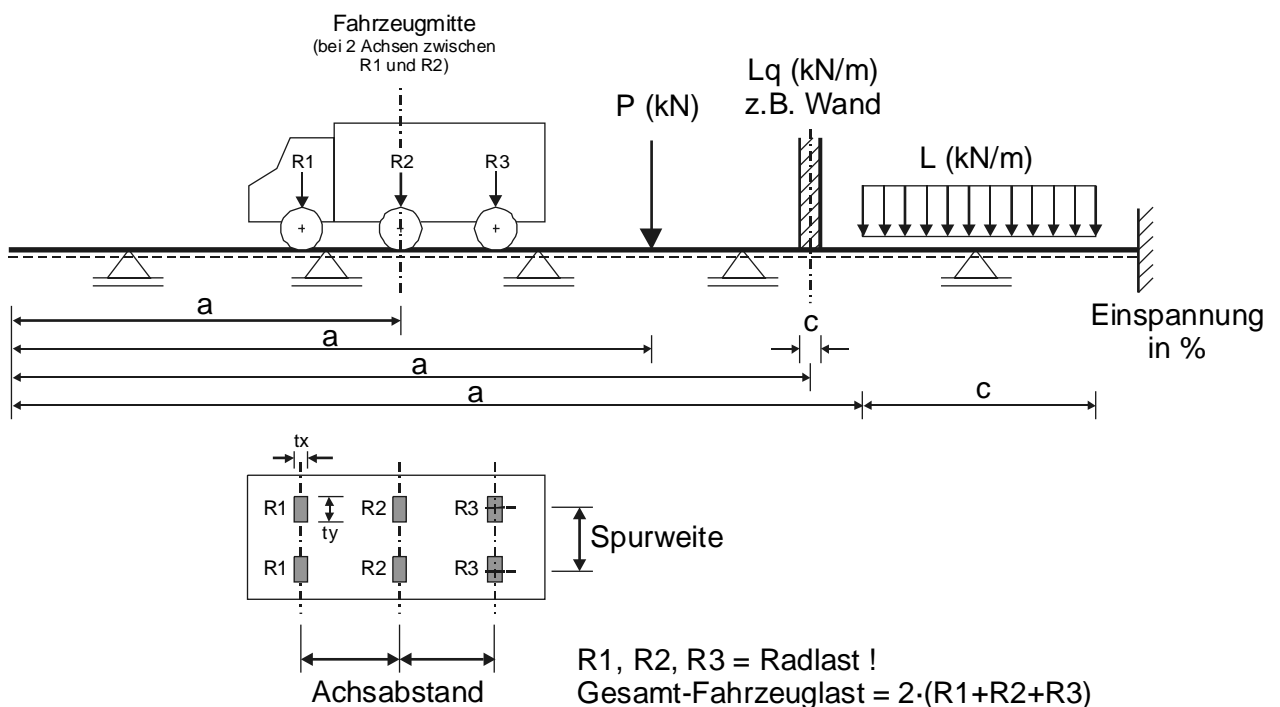 Fahrzeugmitte
(bei 2 Achsen zwischen
R1 und R2)
Lq (kN/m)
z.B. Wand
P (kN)
L (kN/m)
R1
R2
R3
a
a
c
a
a
c
Einspannung
in %
tx
R1
ty
R2
R3
Spurweite
R1
R2
R3
Achsabstand
R1, R2, R3 = Radlast !
Gesamt-Fahrzeuglast = 2·(R1+R2+R3)